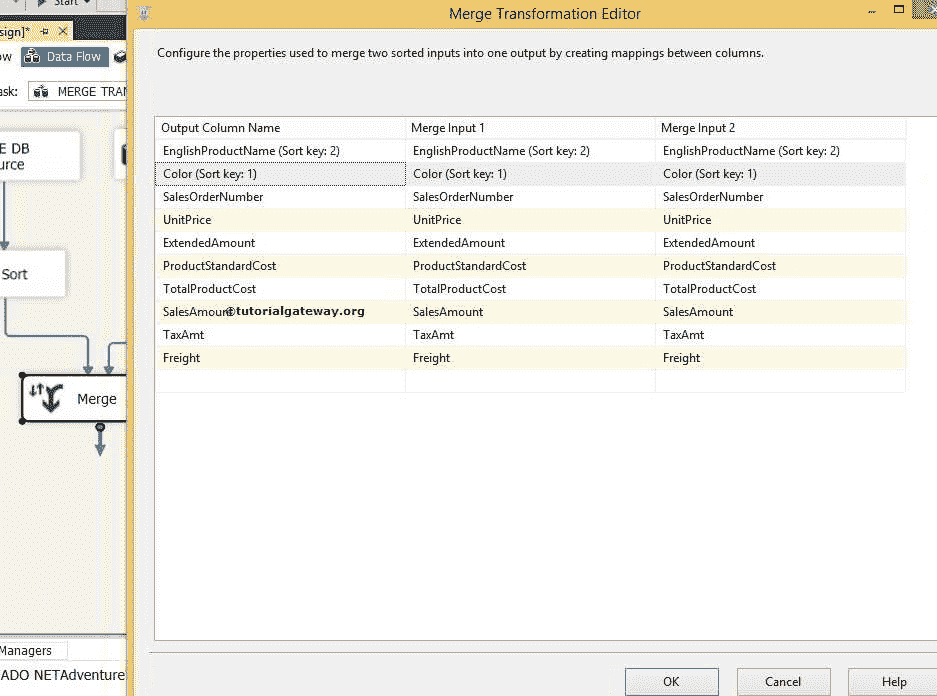 Start
Merge Transformation Editor
sign]*
Data Flow
MERGE TRAN
Configure the properties used to merge two sorted inputs into one output by creating mappings between columns.
E DB
Sort
Merge
Output Column Name Merge Input 1 Merge Input 2
EnglishProductName (Sort key: 2) EnglishProductName (Sort key: 2) EnglishProductName (Sort key: 2)
Color (Sort key: 1) Color (Sort key: 1) Color (Sort key: 1)
SalesOrderNumber SalesOrderNumber SalesOrderNumber
UnitPrice UnitPrice UnitPrice
ExtendedAmount ExtendedAmount ExtendedAmount
ProductStandardCost ProductStandardCost ProductStandardCost
TotalProductCost TotalProductCost TotalProductCost
SalesAmount ©tutorialgateway.org SalesAmount SalesAmount
TaxAmt TaxAmt TaxAmt
Freight Freight Freight
Managers
ADO NETAdventure
OK Cancel Help